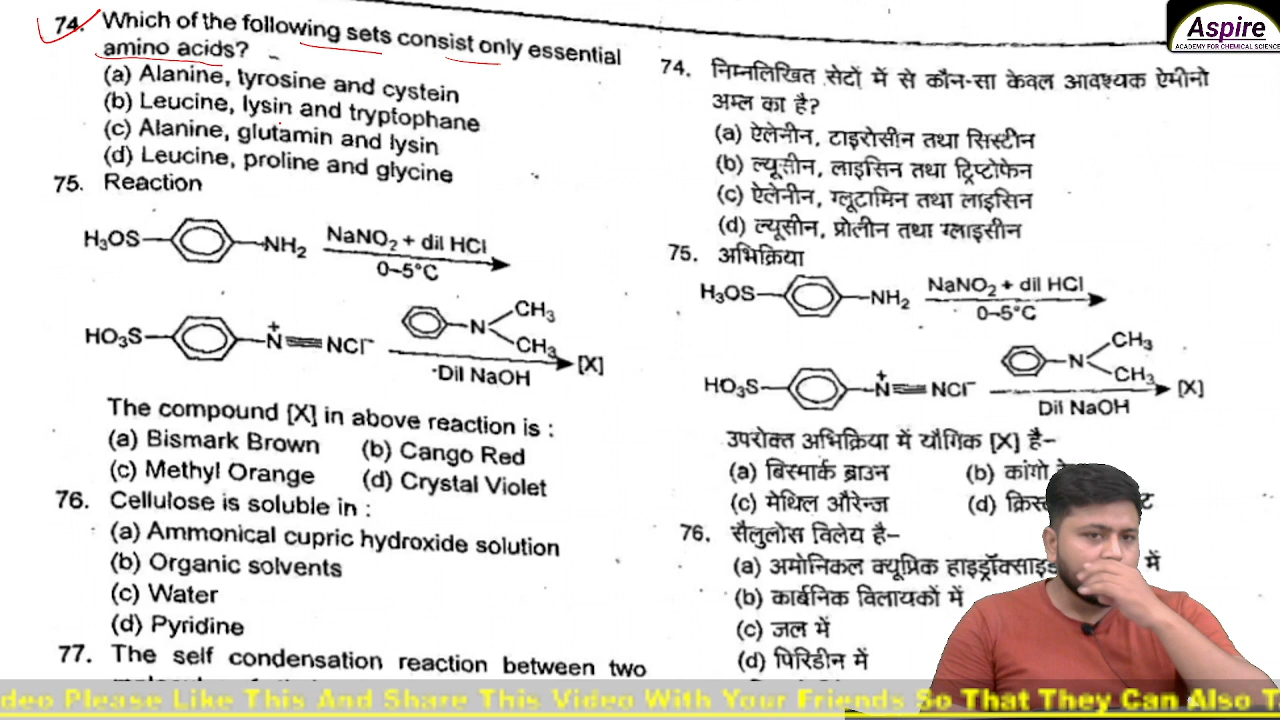 Aspire
ACADEMY FOR CHEMICAL SCIENCE
74. Which of the following sets consist only essential
amino acids?
(a) Alanine, tyrosine and cystein
(b) Leucine, lysin and tryptophane
(c) Alanine, glutamin and lysin
(d) Leucine, proline and glycine
75. Reaction
H₃OS NH₂ NaNO₂ + dil HCl
0–5°C
HO₃S N⁺ NCl⁻ N CH₃
CH₃
Dil NaOH [X]
The compound [X] in above reaction is :
(a) Bismark Brown (b) Cango Red
(c) Methyl Orange (d) Crystal Violet
76. Cellulose is soluble in :
(a) Ammonical cupric hydroxide solution
(b) Organic solvents
(c) Water
(d) Pyridine
77. The self condensation reaction between two
74. निम्नलिखित सेटों में से कौन-सा केवल आवश्यक ऐमीनो
अम्ल का है?
(a) ऐलेनीन, टाइरोसीन तथा सिस्टीन
(b) ल्यूसीन, लाइसिन तथा ट्रिप्टोफेन
(c) ऐलेनीन, ग्लूटामिन तथा लाइसिन
(d) ल्यूसीन, प्रोलीन तथा ग्लाइसीन
75. अभिक्रिया
H₃OS NH₂ NaNO₂ + dil HCl
0–5°C
HO₃S N⁺ NCl⁻ N CH₃
CH₃
Dil NaOH [X]
उपरोक्त अभिक्रिया में यौगिक [X] है–
(a) बिस्मार्क ब्राउन (b) कांगो
(c) मेथिल औरेन्ज (d)
76. सैलुलोस विलेय है–
(a) अमोनिकल क्यूप्रिक में
(b) कार्बनिक विलायकों में
(c) जल में
(d) पिरिडीन में
Please Like This And Share This Video With Your Friends So That They Can Also